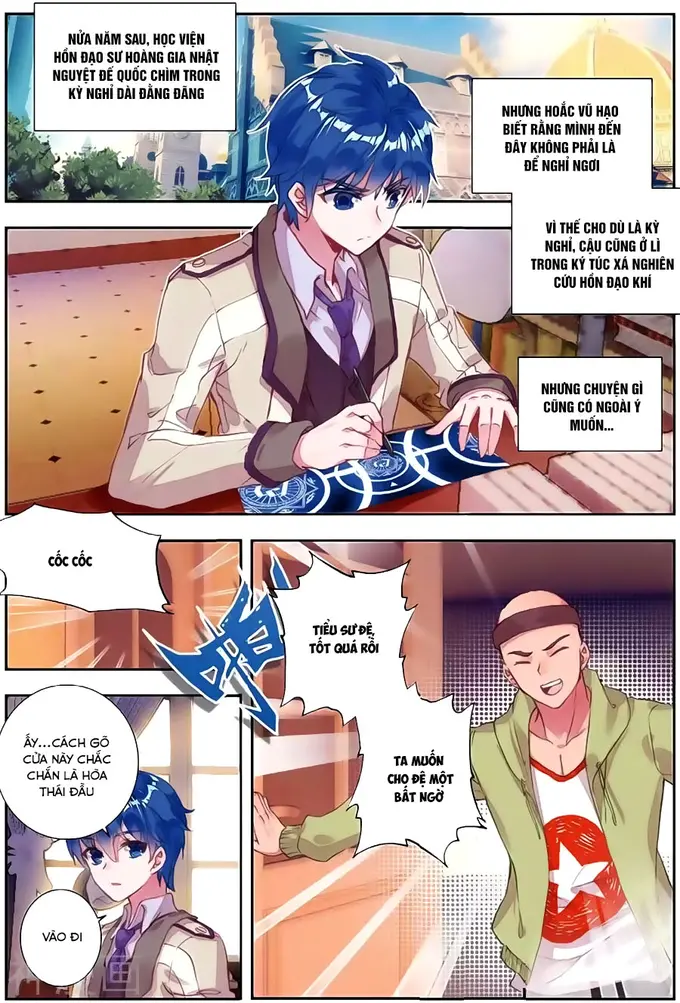 NỬA NĂM SAU, HỌC VIỆN
HỒN ĐẠO SƯ HOÀNG GIA NHẬT
NGUYỆT ĐẾ QUỐC CHÌM TRONG
KỲ NGHỈ DÀI ĐẰNG ĐẴNG
NHƯNG HOẮC VŨ HẠO
BIẾT RẰNG MÌNH ĐẾN
ĐÂY KHÔNG PHẢI LÀ
ĐỂ NGHỈ NGƠI
VÌ THẾ CHO DÙ LÀ KỲ
NGHỈ, CẬU CŨNG Ở LÌ
TRONG KÝ TÚC XÁ NGHIÊN
CỨU HỒN ĐẠO KHÍ
NHƯNG CHUYỆN GÌ
CŨNG CÓ NGOÀI Ý
MUỐN...
CỐC CỐC
TIỂU SƯ ĐỆ,
TỐT QUÁ RỒI
TA MUỐN
CHO ĐỆ MỘT
BẤT NGỜ
ẤY...CÁCH GÕ
CỬA NÀY CHẮC
CHẮN LÀ HÒA
THÁI ĐẦU
VÀO ĐI